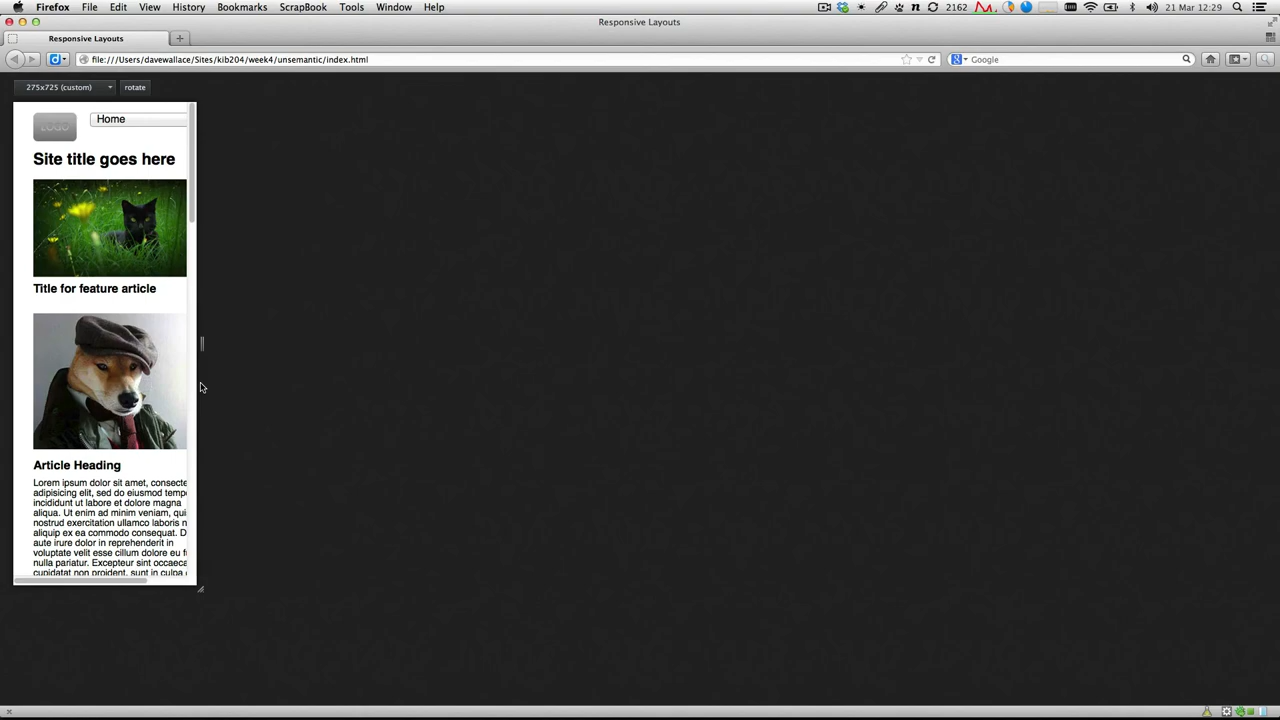 Firefox File Edit View History Bookmarks ScrapBook Tools Window Help 2162 21 Mar 12:29
Responsive Layouts
Responsive Layouts
file:///Users/davewallace/Sites/kib204/week4/unsemantic/index.html Google
275x725 (custom) rotate
LOGO Home
Site title goes here
Title for feature article
Article Heading
Lorem ipsum dolor sit amet, consecte
adipisicing elit, sed do eiusmod temp
incididunt ut labore et dolore magna
aliqua. Ut enim ad minim veniam, qui
nostrud exercitation ullamco laboris n
aliquip ex ea commodo consequat. D
aute irure dolor in reprehenderit in
voluptate velit esse cillum dolore eu f
nulla pariatur. Excepteur sint occaeca
cupidatat non proident, sunt in culpa